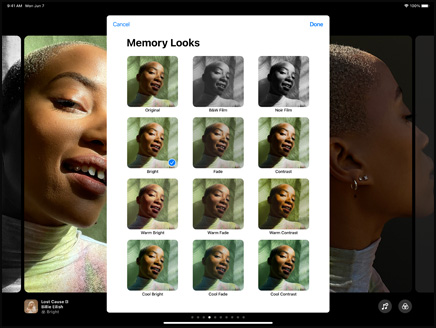 9:41 AM Mon Jun 7
100%
Cancel
Done
Memory Looks
Original
B&W Film
Noir Film
Bright
Fade
Contrast
Warm Bright
Warm Fade
Warm Contrast
Cool Bright
Cool Fade
Cool Contrast
Lost Cause
Billie Eilish
Bright